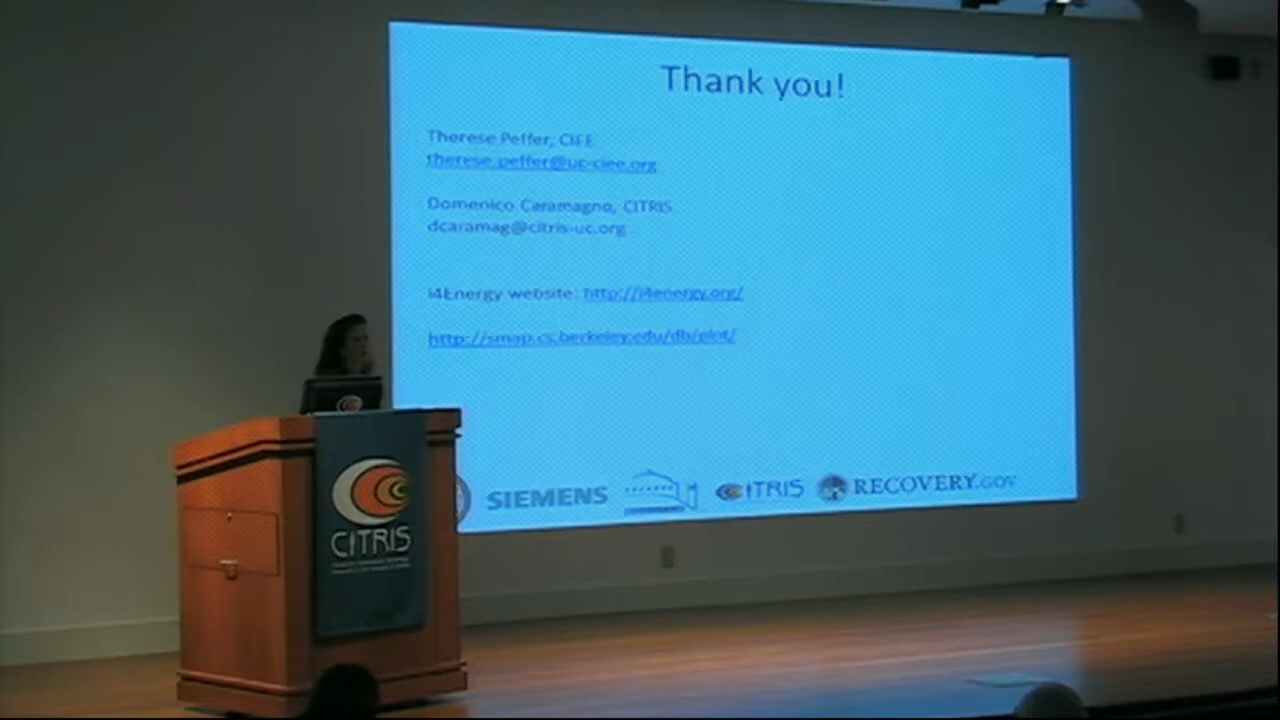 Thank you!
Therese Peffer, CIEE
therese.peffer@uc-ciee.org
Domenico Caramagno, CITRIS
dcaramag@citris-uc.org
i4Energy website: http://i4energy.org/
http://smap.cs.berkeley.edu/db/plot/
SIEMENS
CITRIS
RECOVERY.GOV
CITRIS